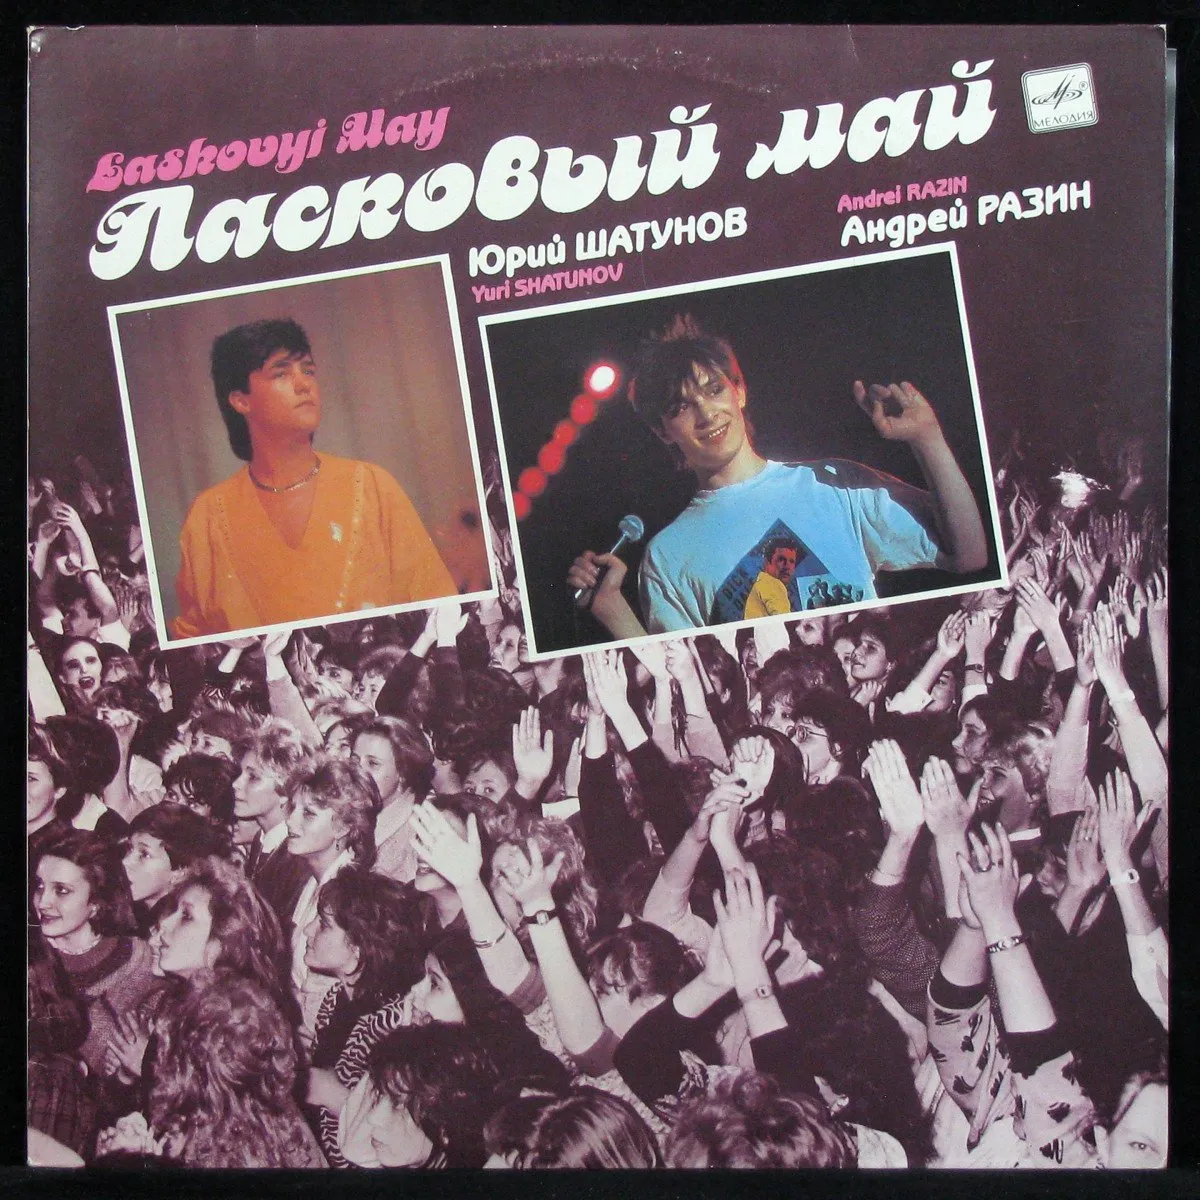 Laskovyi May
Ласковый май
МЕЛОДИЯ
Юрий ШАТУНОВ
Yuri SHATUNOV
Andrei RAZIN
Андрей РАЗИН